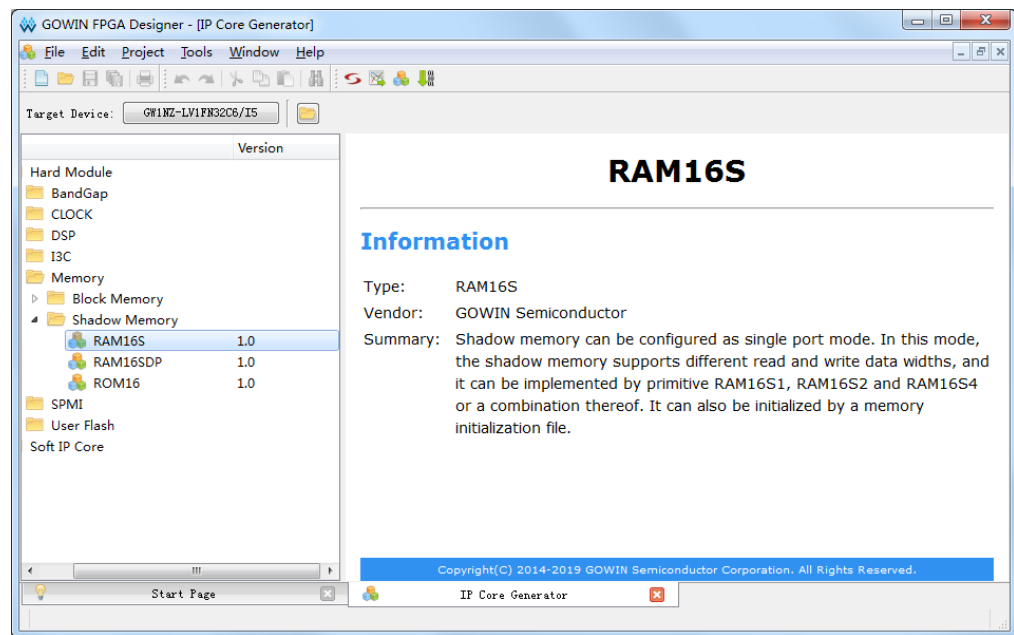 GOWIN FPGA Designer - [IP Core Generator]
File Edit Project Tools Window Help
Target Device: GW1NZ-LV1FN32C6/I5
Version
Hard Module
BandGap
CLOCK
DSP
I3C
Memory
Block Memory
Shadow Memory
RAM16S 1.0
RAM16SDP 1.0
ROM16 1.0
SPMI
User Flash
Soft IP Core
RAM16S
Information
Type: RAM16S
Vendor: GOWIN Semiconductor
Summary: Shadow memory can be configured as single port mode. In this mode,
the shadow memory supports different read and write data widths, and
it can be implemented by primitive RAM16S1, RAM16S2 and RAM16S4
or a combination thereof. It can also be initialized by a memory
initialization file.
Copyright(C) 2014-2019 GOWIN Semiconductor Corporation. All Rights Reserved.
Start Page
IP Core Generator